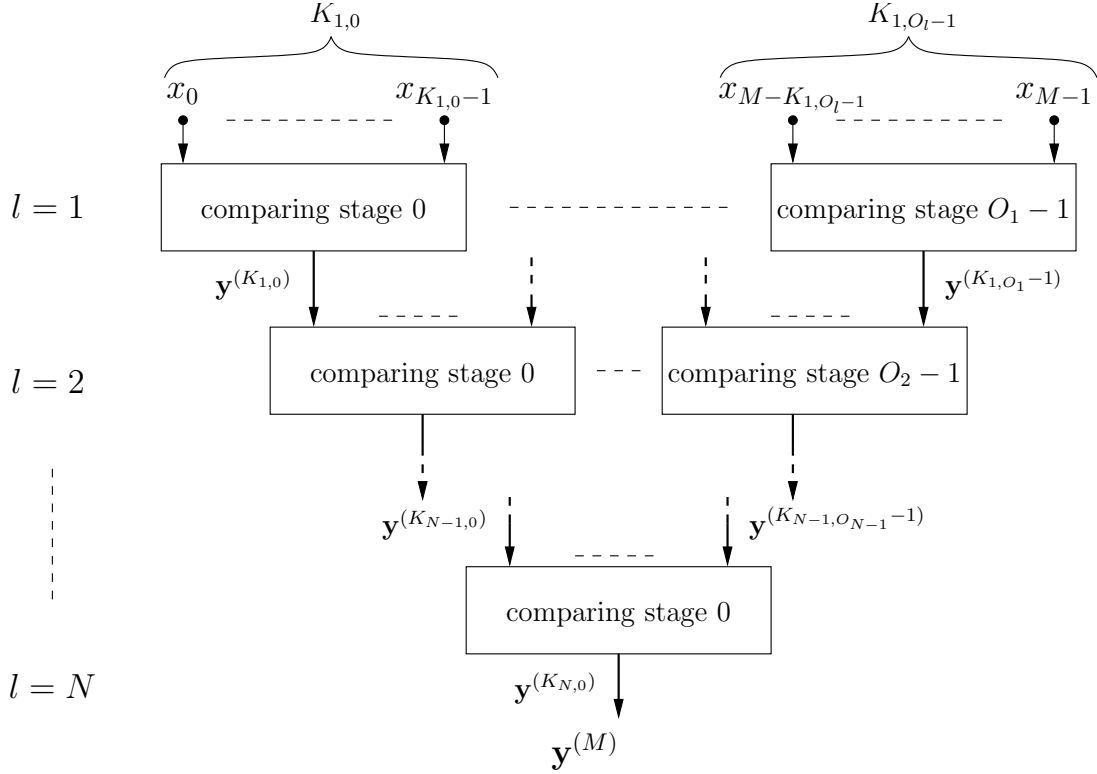 K_{1,0} K_{1,O_l−1}
x_0 x_{K_{1,0}−1} x_{M−K_{1,O_l−1}} x_{M−1}
l = 1 comparing stage 0 comparing stage O_1 − 1
y^{(K_{1,0})} y^{(K_{1,O_1−1})}
l = 2 comparing stage 0 comparing stage O_2 − 1
y^{(K_{N−1,0})} y^{(K_{N−1,O_{N−1}−1})}
comparing stage 0
l = N y^{(K_{N,0})}
y^{(M)}